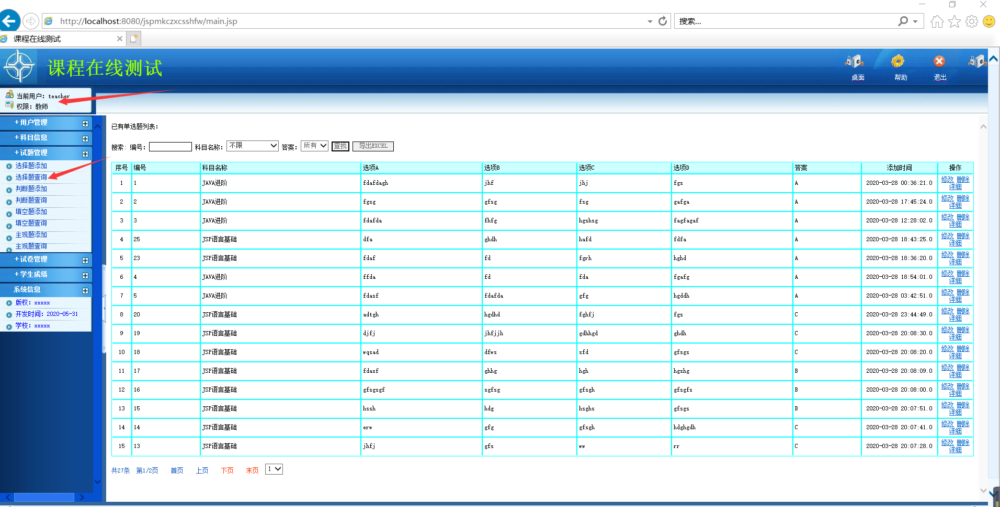 http://localhost:8080/jspmkczxcsshfw/main.jsp
搜索...
课程在线测试
课程在线测试
桌面 帮助 退出
当前用户：teacher
权限：教师
+用户管理
+科目信息
+试题管理
选择题添加
选择题查询
判断题添加
判断题查询
填空题添加
填空题查询
主观题添加
主观题查询
+试卷管理
+学生成绩
系统信息
版权：xxxxx
开发时间：2020-05-31
学校：xxxxx
已有单选题列表：
搜索：编号： 科目名称：不限 答案：所有 查找 导出EXCEL
序号 编号 科目名称 选项A 选项B 选项C 选项D 答案 添加时间 操作
1 1 JAVA进阶 fdafdagh jhf jhj fgs A 2020-03-28 00:36:21.0 修改 删除
详细
2 2 JAVA进阶 fgsg gfsg fsg gafga A 2020-03-28 17:45:24.0 修改 删除
详细
3 3 JAVA进阶 fdafda fhfg hgshsg fagfagaf A 2020-03-28 12:28:02.0 修改 删除
详细
4 25 JSP语言基础 dfa ghdh hafd fdfa A 2020-03-28 18:43:25.0 修改 删除
详细
5 23 JSP语言基础 fdaf fd fgrh hghd A 2020-03-28 18:36:20.0 修改 删除
详细
6 4 JAVA进阶 ffda fd fda fgafg A 2020-03-28 18:54:01.0 修改 删除
详细
7 5 JAVA进阶 fdasf fdafda gfg hgddh A 2020-03-28 03:42:51.0 修改 删除
详细
8 20 JSP语言基础 adtgh hgdhd fghfj fgs C 2020-03-28 23:44:49.0 修改 删除
详细
9 19 JSP语言基础 djfj jhfjjh gdhhgd ghdh C 2020-03-28 20:08:30.0 修改 删除
详细
10 18 JSP语言基础 wqsad dfws sfd gfsgs C 2020-03-28 20:08:20.0 修改 删除
详细
11 17 JSP语言基础 fdasf ghhg hgh hgshg B 2020-03-28 20:08:09.0 修改 删除
详细
12 16 JSP语言基础 gfsgsgf sgfsg gfsgh gfsgfs B 2020-03-28 20:08:00.0 修改 删除
详细
13 15 JSP语言基础 hssh hdg hsghs gfsgs B 2020-03-28 20:07:51.0 修改 删除
详细
14 14 JSP语言基础 erw gfg gfsgh hdghgdh C 2020-03-28 20:07:41.0 修改 删除
详细
15 13 JSP语言基础 jhfj gfs ww rr C 2020-03-28 20:07:28.0 修改 删除
详细
共27条 第1/2页 首页 上页 下页 末页 1